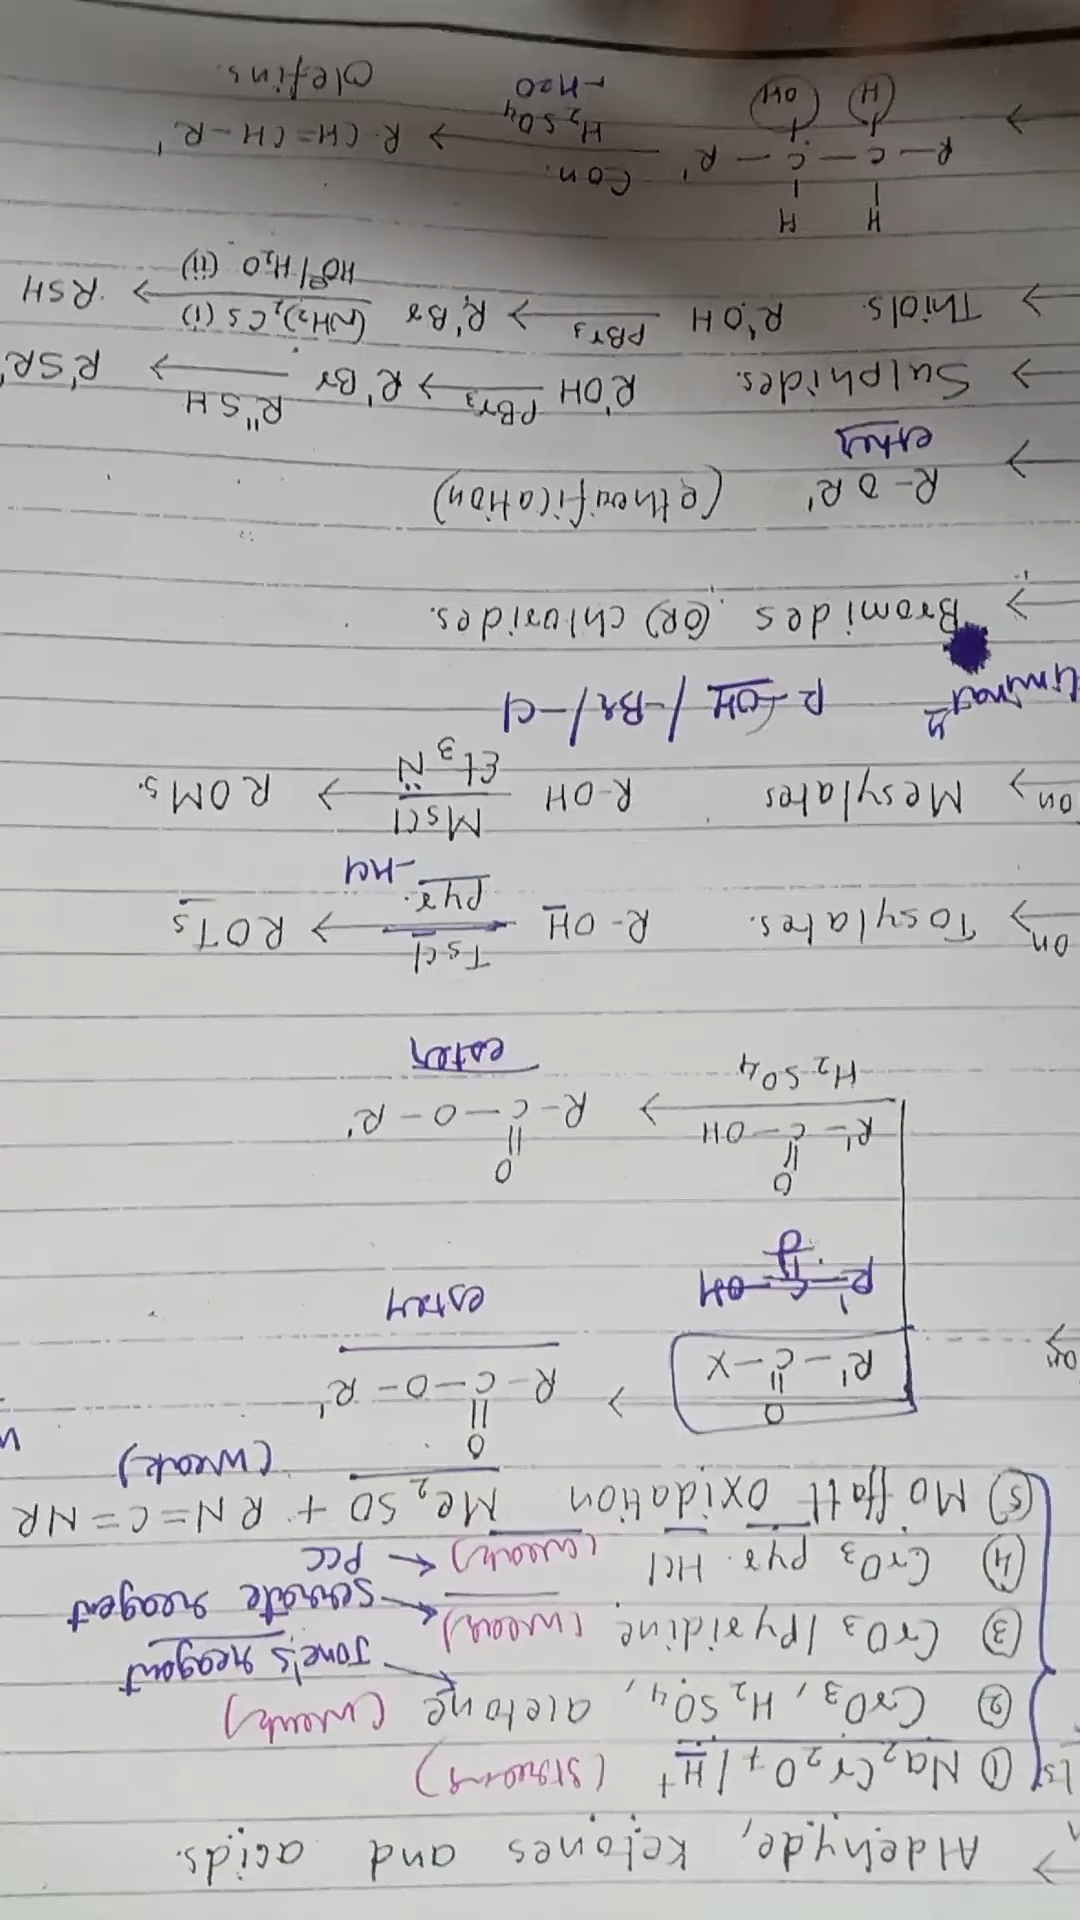 → Aldehyde, Ketones and acids.
① Na₂Cr₂O₇/H⁺ (strong)
② CrO₃, H₂SO₄, acetone (weak)
Jone's reagent
③ CrO₃/Pyridine (weak)
reagent
④ CrO₃ pyr. HCl (weak) ← PCC
⑤ Moffatt oxidation Me₂SO + RN=C=NR
(weak)
O O
R'-C-X → R-C-O-R'
ester
R'-C-OH
O O
R'-C-OH → R-C-O-R'
H₂SO₄ ester
TsCl
on → Tosylates. R-OH → ROTs
pyr. -HCl
MsCl
on → Mesylates R-OH → ROMs.
Et₃N
R-OH/-Br/-Cl
→ Bromides (OR) chlorides.
→ R-OR' (etherification)
→ Sulphides. R'OH PBr₃ → R'Br R"SH → R'SR'
→ Thiols. R'OH PBr₃ → R'Br (NH₂)₂CS (i) → RSH
HO⊖/H₂O (ii)
H H
R-C-C-R' Con. H₂SO₄ → R-CH=CH-R'
→ H OH -H₂O Olefins.